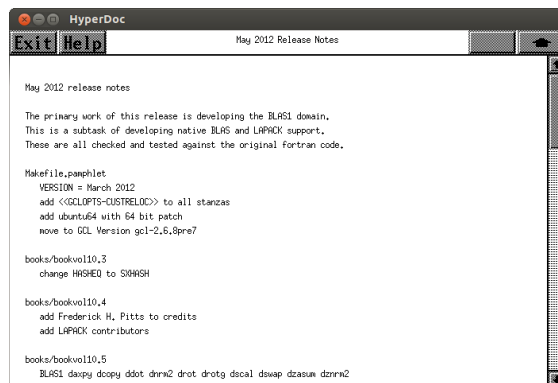 HyperDoc
Exit Help May 2012 Release Notes
May 2012 release notes
The primary work of this release is developing the BLAS1 domain.
This is a subtask of developing native BLAS and LAPACK support.
These are all checked and tested against the original fortran code.
Makefile.pamphlet
VERSION = March 2012
add <<GCLOPTS-CUSTRELOC>> to all stanzas
add ubuntu64 with 64 bit patch
move to GCL Version gcl-2.6.8pre7
books/bookvol10.3
change HASHEQ to SXHASH
books/bookvol10.4
add Frederick H. Pitts to credits
add LAPACK contributors
books/bookvol10.5
BLAS1 daxpy dcopy ddot dnrm2 drot drotg dscal dswap dzasum dznrm2